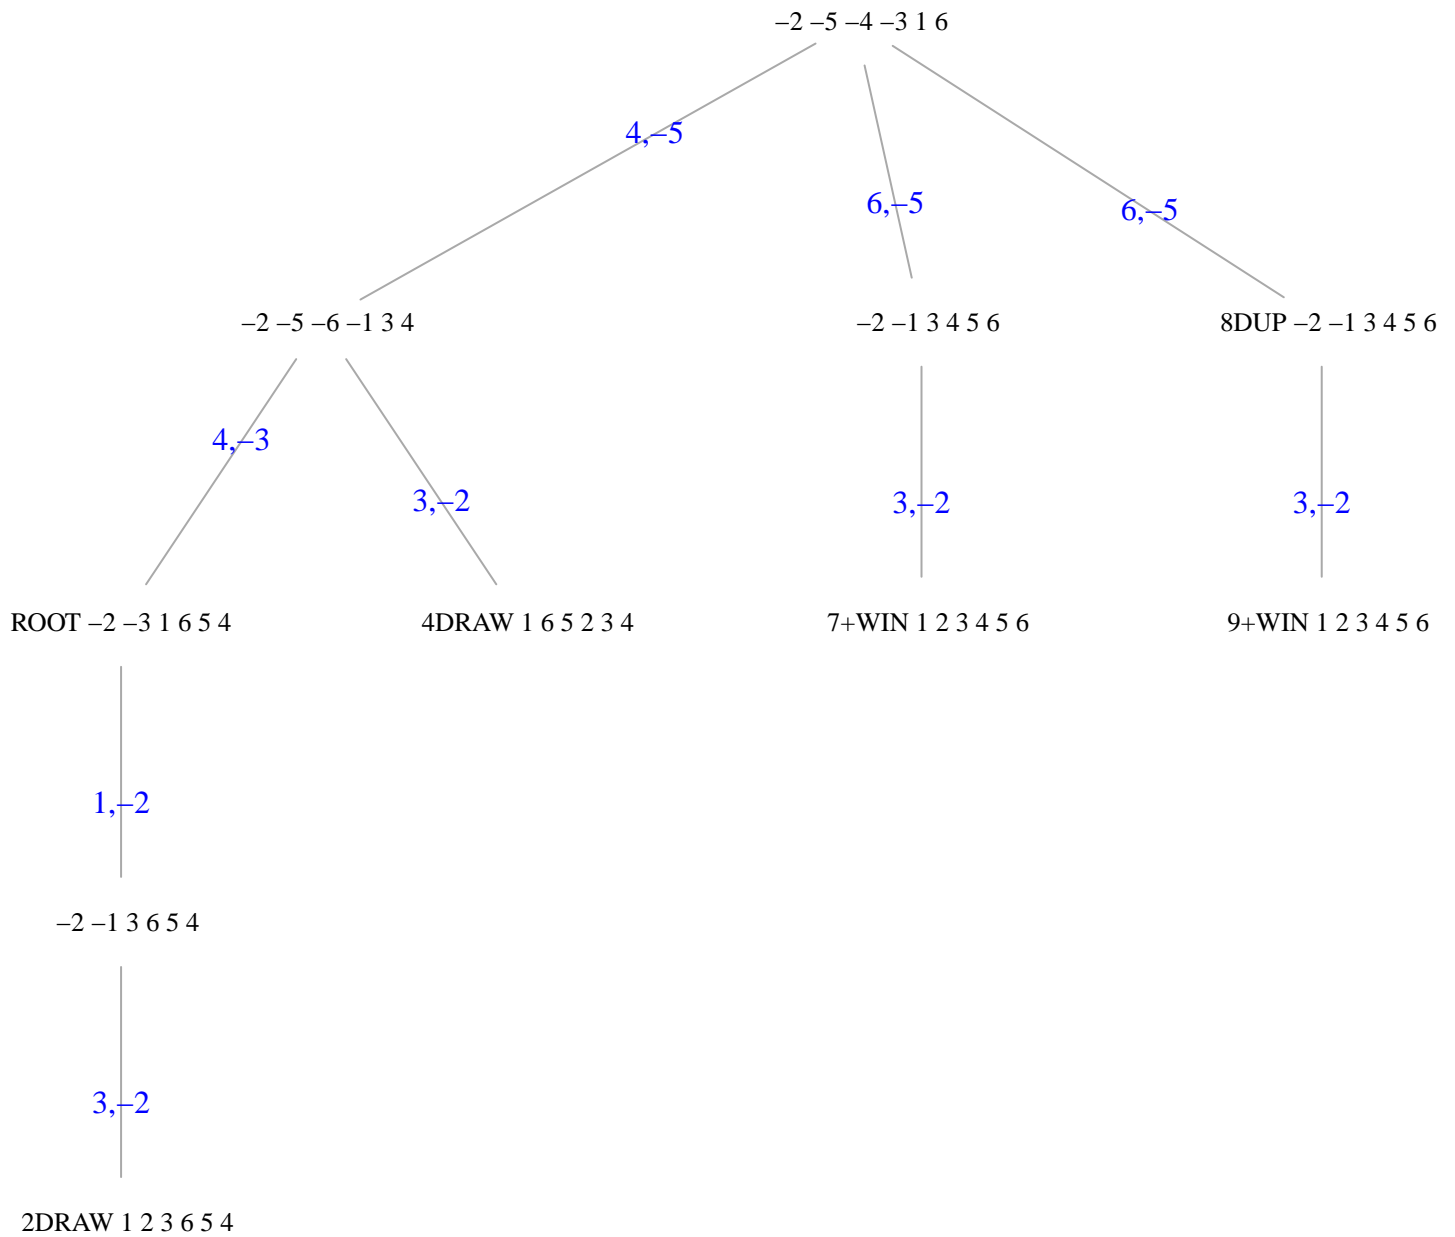 –2 –5 –4 –3 1 6
4,–5
6,–5
6,–5
–2 –5 –6 –1 3 4
–2 –1 3 4 5 6
8DUP –2 –1 3 4 5 6
4,–3
3,–2
3,–2
3,–2
ROOT –2 –3 1 6 5 4
4DRAW 1 6 5 2 3 4
7+WIN 1 2 3 4 5 6
9+WIN 1 2 3 4 5 6
1,–2
–2 –1 3 6 5 4
3,–2
2DRAW 1 2 3 6 5 4